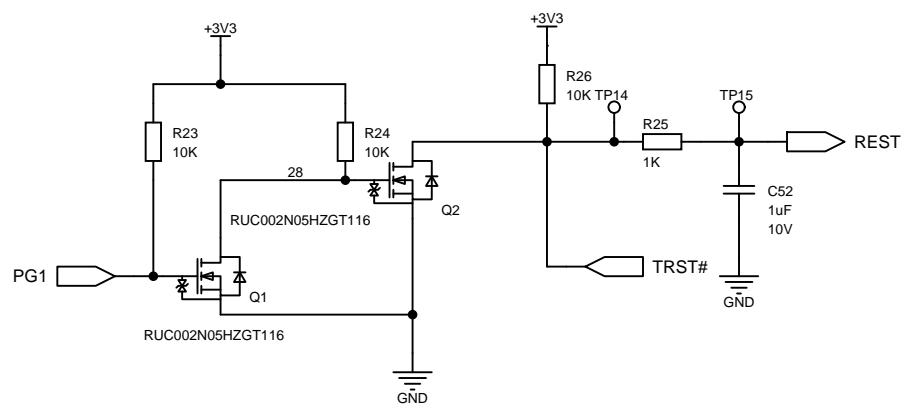 +3V3
+3V3
R26
10K
TP14
TP15
R23
10K
R24
10K
R25
1K
REST
28
C52
1uF
10V
Q2
RUC002N05HZGT116
PG1
TRST#
GND
Q1
RUC002N05HZGT116
GND